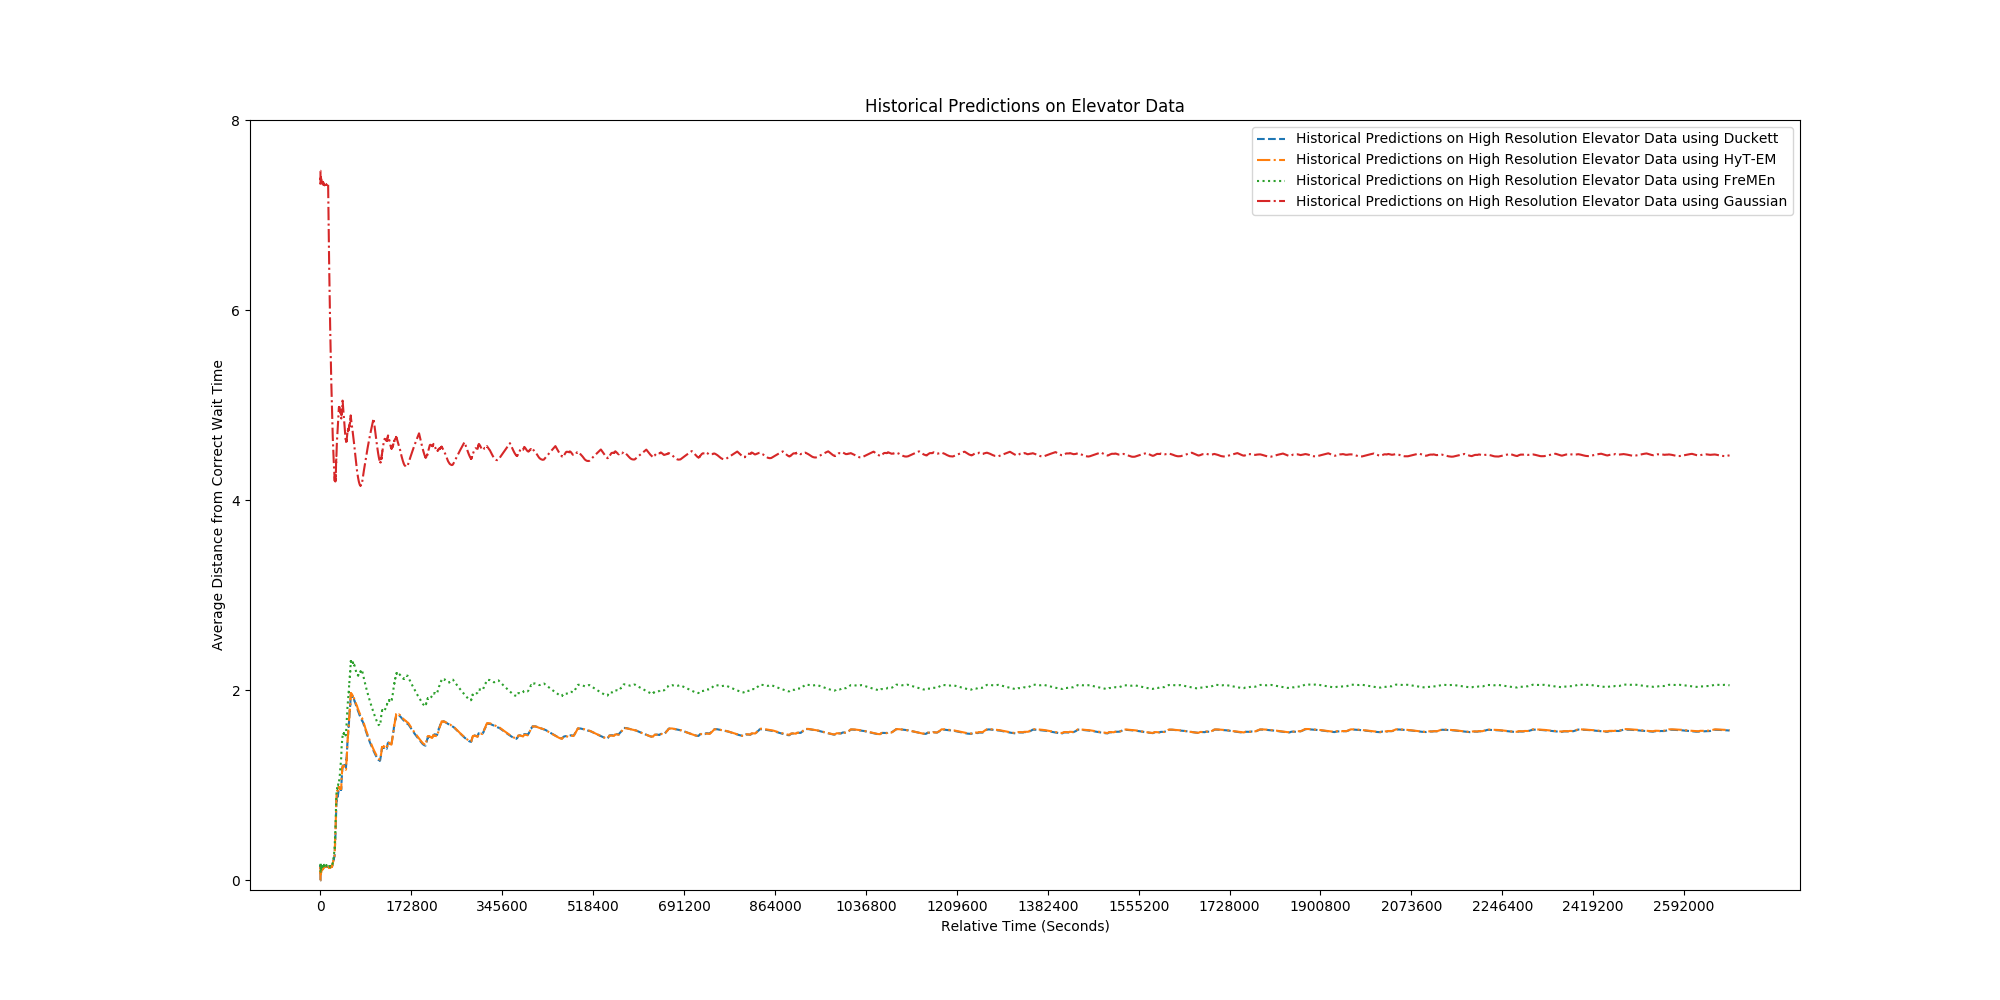 Historical Predictions on Elevator Data
8
Historical Predictions on High Resolution Elevator Data using Duckett
Historical Predictions on High Resolution Elevator Data using HyT-EM
Historical Predictions on High Resolution Elevator Data using FreMEn
Historical Predictions on High Resolution Elevator Data using Gaussian
6
Average Distance from Correct Wait Time
4
2
0
0 172800 345600 518400 691200 864000 1036800 1209600 1382400 1555200 1728000 1900800 2073600 2246400 2419200 2592000
Relative Time (Seconds)